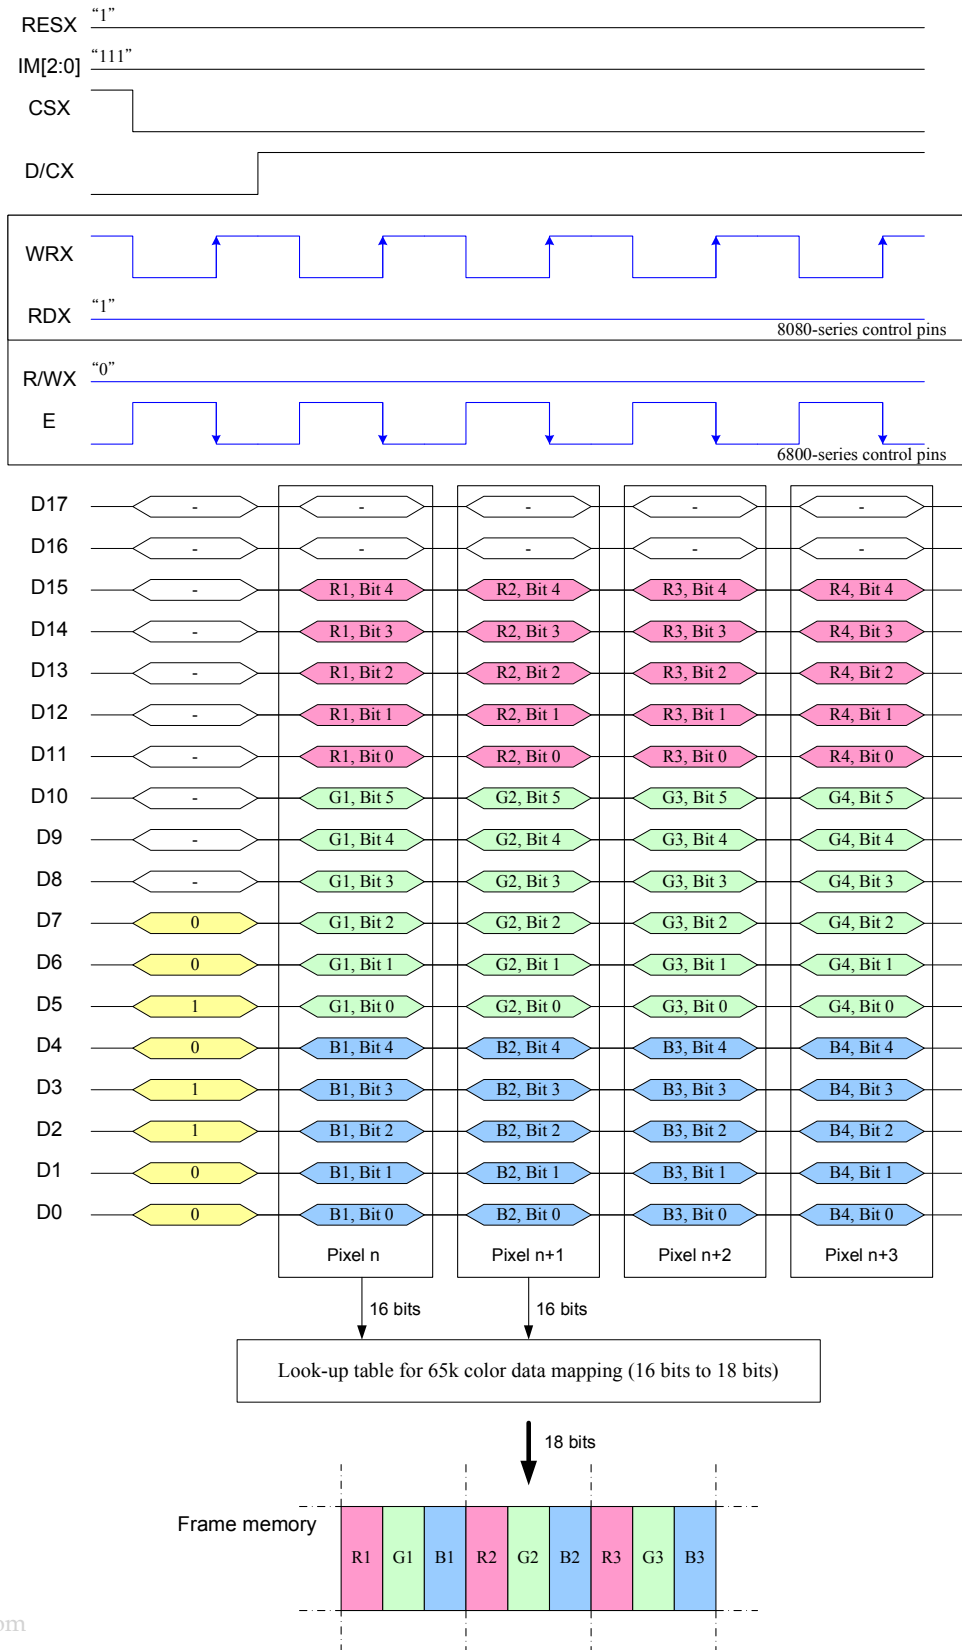 RESX "1"
IM[2:0] "111"
CSX
D/CX
WRX
RDX "1"
8080-series control pins
R/WX "0"
E
6800-series control pins
D17 - - - - -
D16 - - - - -
D15 - R1, Bit 4 R2, Bit 4 R3, Bit 4 R4, Bit 4
D14 - R1, Bit 3 R2, Bit 3 R3, Bit 3 R4, Bit 3
D13 - R1, Bit 2 R2, Bit 2 R3, Bit 2 R4, Bit 2
D12 - R1, Bit 1 R2, Bit 1 R3, Bit 1 R4, Bit 1
D11 - R1, Bit 0 R2, Bit 0 R3, Bit 0 R4, Bit 0
D10 - G1, Bit 5 G2, Bit 5 G3, Bit 5 G4, Bit 5
D9 - G1, Bit 4 G2, Bit 4 G3, Bit 4 G4, Bit 4
D8 - G1, Bit 3 G2, Bit 3 G3, Bit 3 G4, Bit 3
D7 0 G1, Bit 2 G2, Bit 2 G3, Bit 2 G4, Bit 2
D6 0 G1, Bit 1 G2, Bit 1 G3, Bit 1 G4, Bit 1
D5 1 G1, Bit 0 G2, Bit 0 G3, Bit 0 G4, Bit 0
D4 0 B1, Bit 4 B2, Bit 4 B3, Bit 4 B4, Bit 4
D3 1 B1, Bit 3 B2, Bit 3 B3, Bit 3 B4, Bit 3
D2 1 B1, Bit 2 B2, Bit 2 B3, Bit 2 B4, Bit 2
D1 0 B1, Bit 1 B2, Bit 1 B3, Bit 1 B4, Bit 1
D0 0 B1, Bit 0 B2, Bit 0 B3, Bit 0 B4, Bit 0
Pixel n Pixel n+1 Pixel n+2 Pixel n+3
16 bits 16 bits
Look-up table for 65k color data mapping (16 bits to 18 bits)
18 bits
Frame memory
R1 G1 B1 R2 G2 B2 R3 G3 B3
om